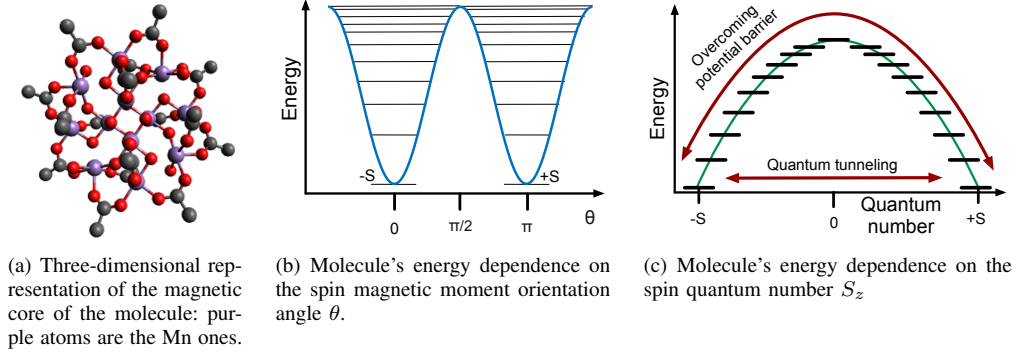 Energy
-S
+S
0
π/2
π
θ
Energy
Overcoming
potential barrier
Quantum tunneling
-S
0
Quantum
number
+S
(a) Three-dimensional rep-
resentation of the magnetic
core of the molecule: pur-
ple atoms are the Mn ones.
(b) Molecule's energy dependence on
the spin magnetic moment orientation
angle θ.
(c) Molecule's energy dependence on the
spin quantum number S_z